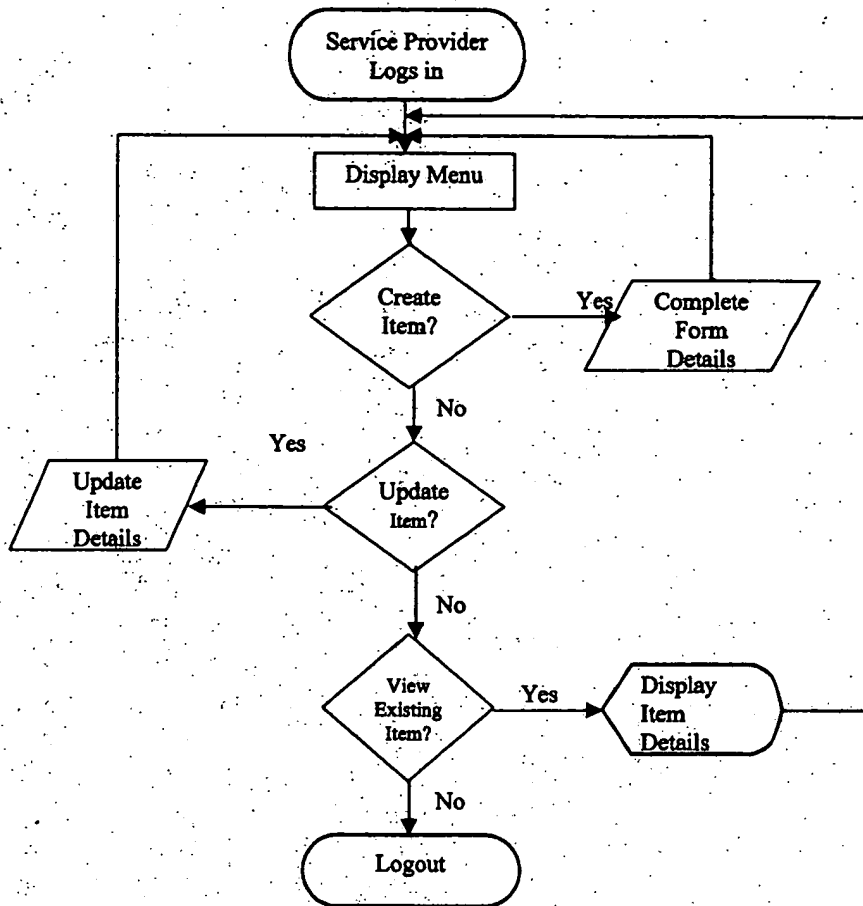 Service Provider
Logs in
Display Menu
Create
Item?
Yes
Complete
Form
Details
No
Yes
Update
Item
Details
Update
Item?
No
View
Existing
Item?
Yes
Display
Item
Details
No
Logout